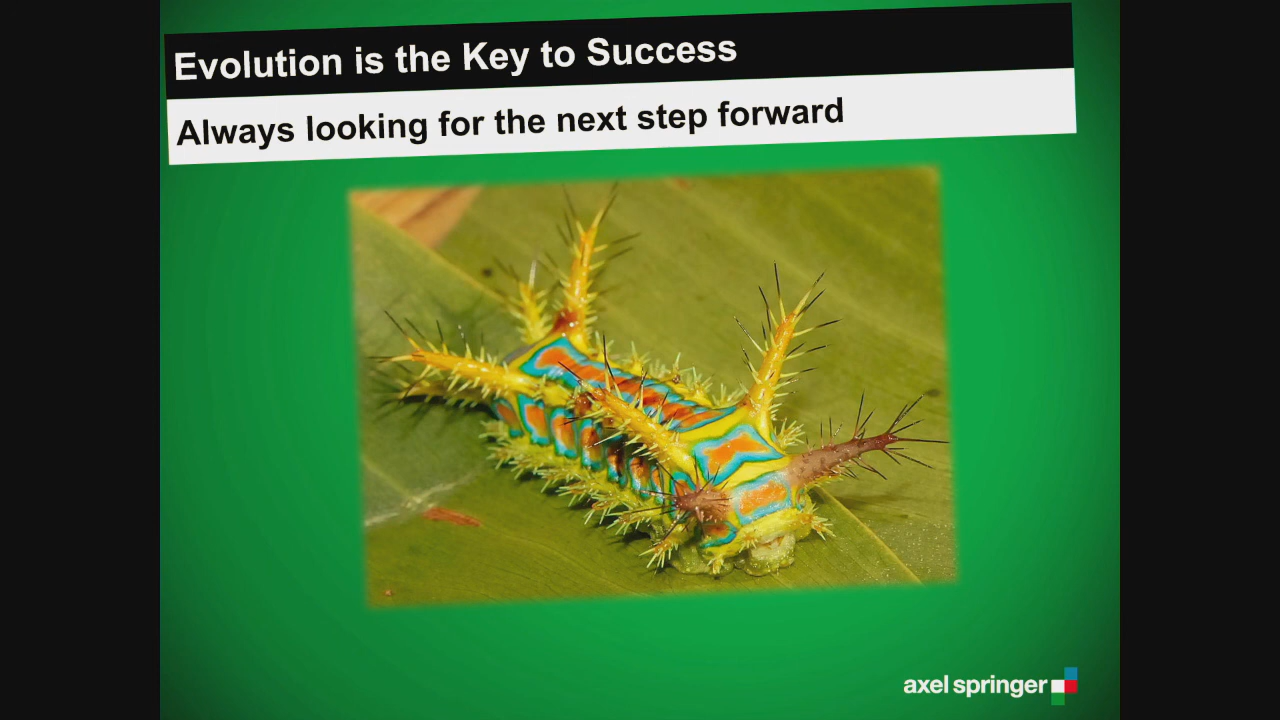 Evolution is the Key to Success
Always looking for the next step forward
axel springer